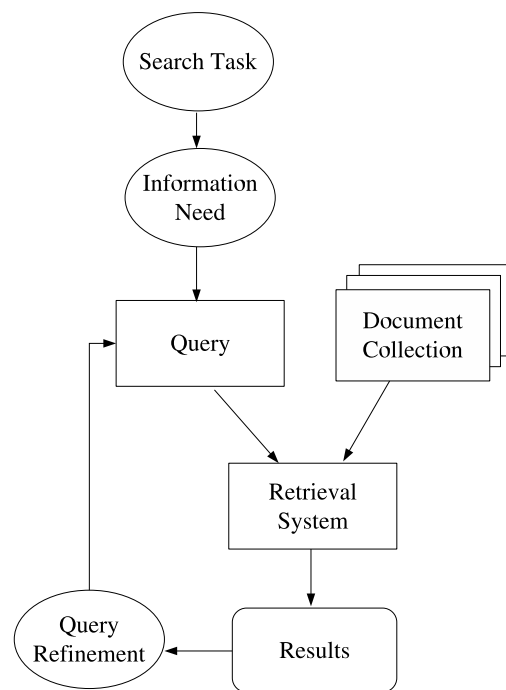 Search Task
Information
Need
Query
Document
Collection
Retrieval
System
Query
Refinement
Results